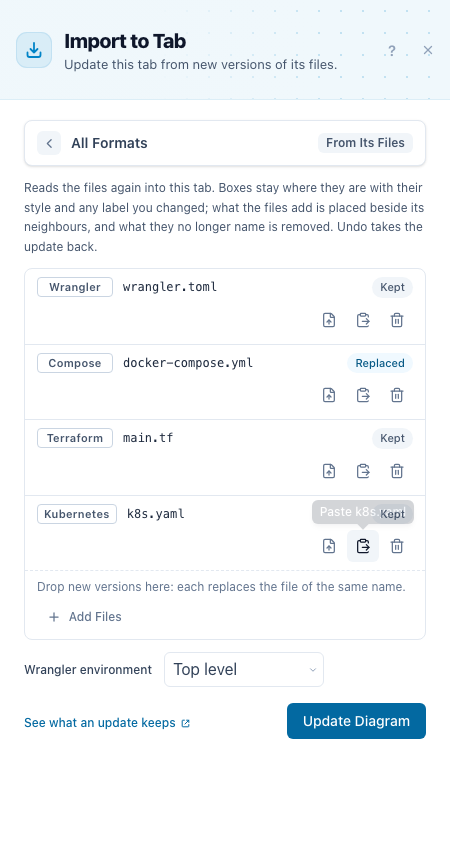 Import to Tab
Update this tab from new versions of its files.
?
All Formats
From Its Files
Reads the files again into this tab. Boxes stay where they are with their
style and any label you changed; what the files add is placed beside its
neighbours, and what they no longer name is removed. Undo takes the
update back.
Wrangler wrangler.toml Kept
Compose docker-compose.yml Replaced
Terraform main.tf Kept
Kubernetes k8s.yaml Kept
Paste k8s.
Drop new versions here: each replaces the file of the same name.
+ Add Files
Wrangler environment Top level
See what an update keeps
Update Diagram